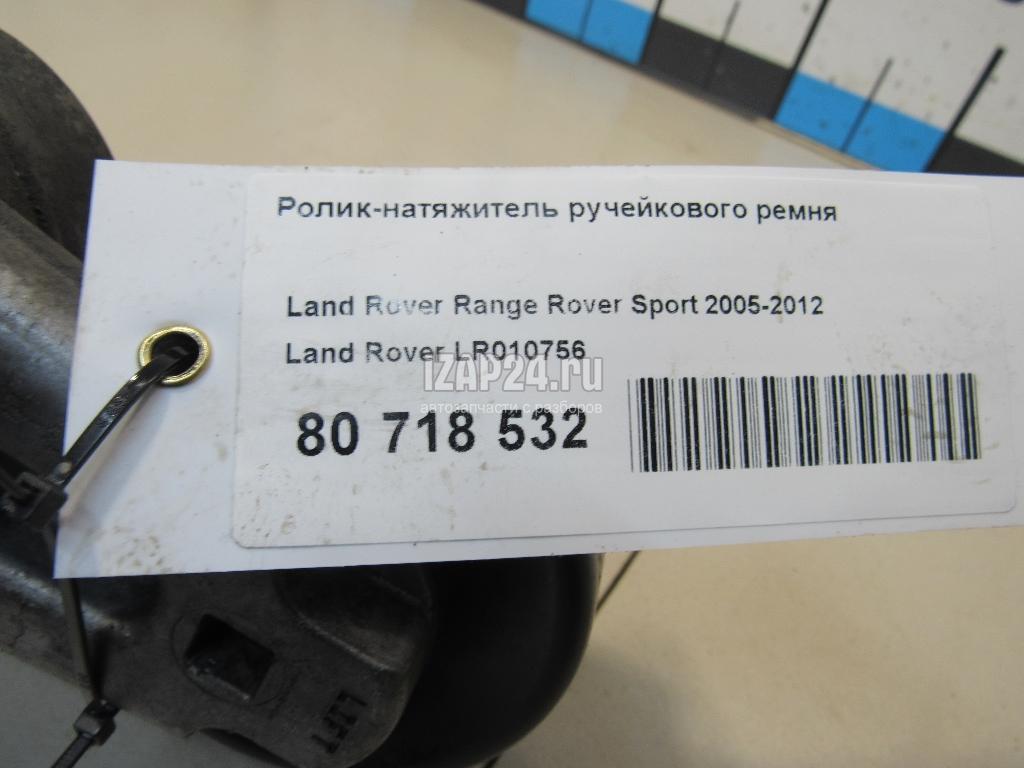 Ролик-натяжитель ручейкового ремня
Land Rover Range Rover Sport 2005-2012
Land Rover LR010756
IZAP24.ru
автозапчасти с разборов
80 718 532
LIFT